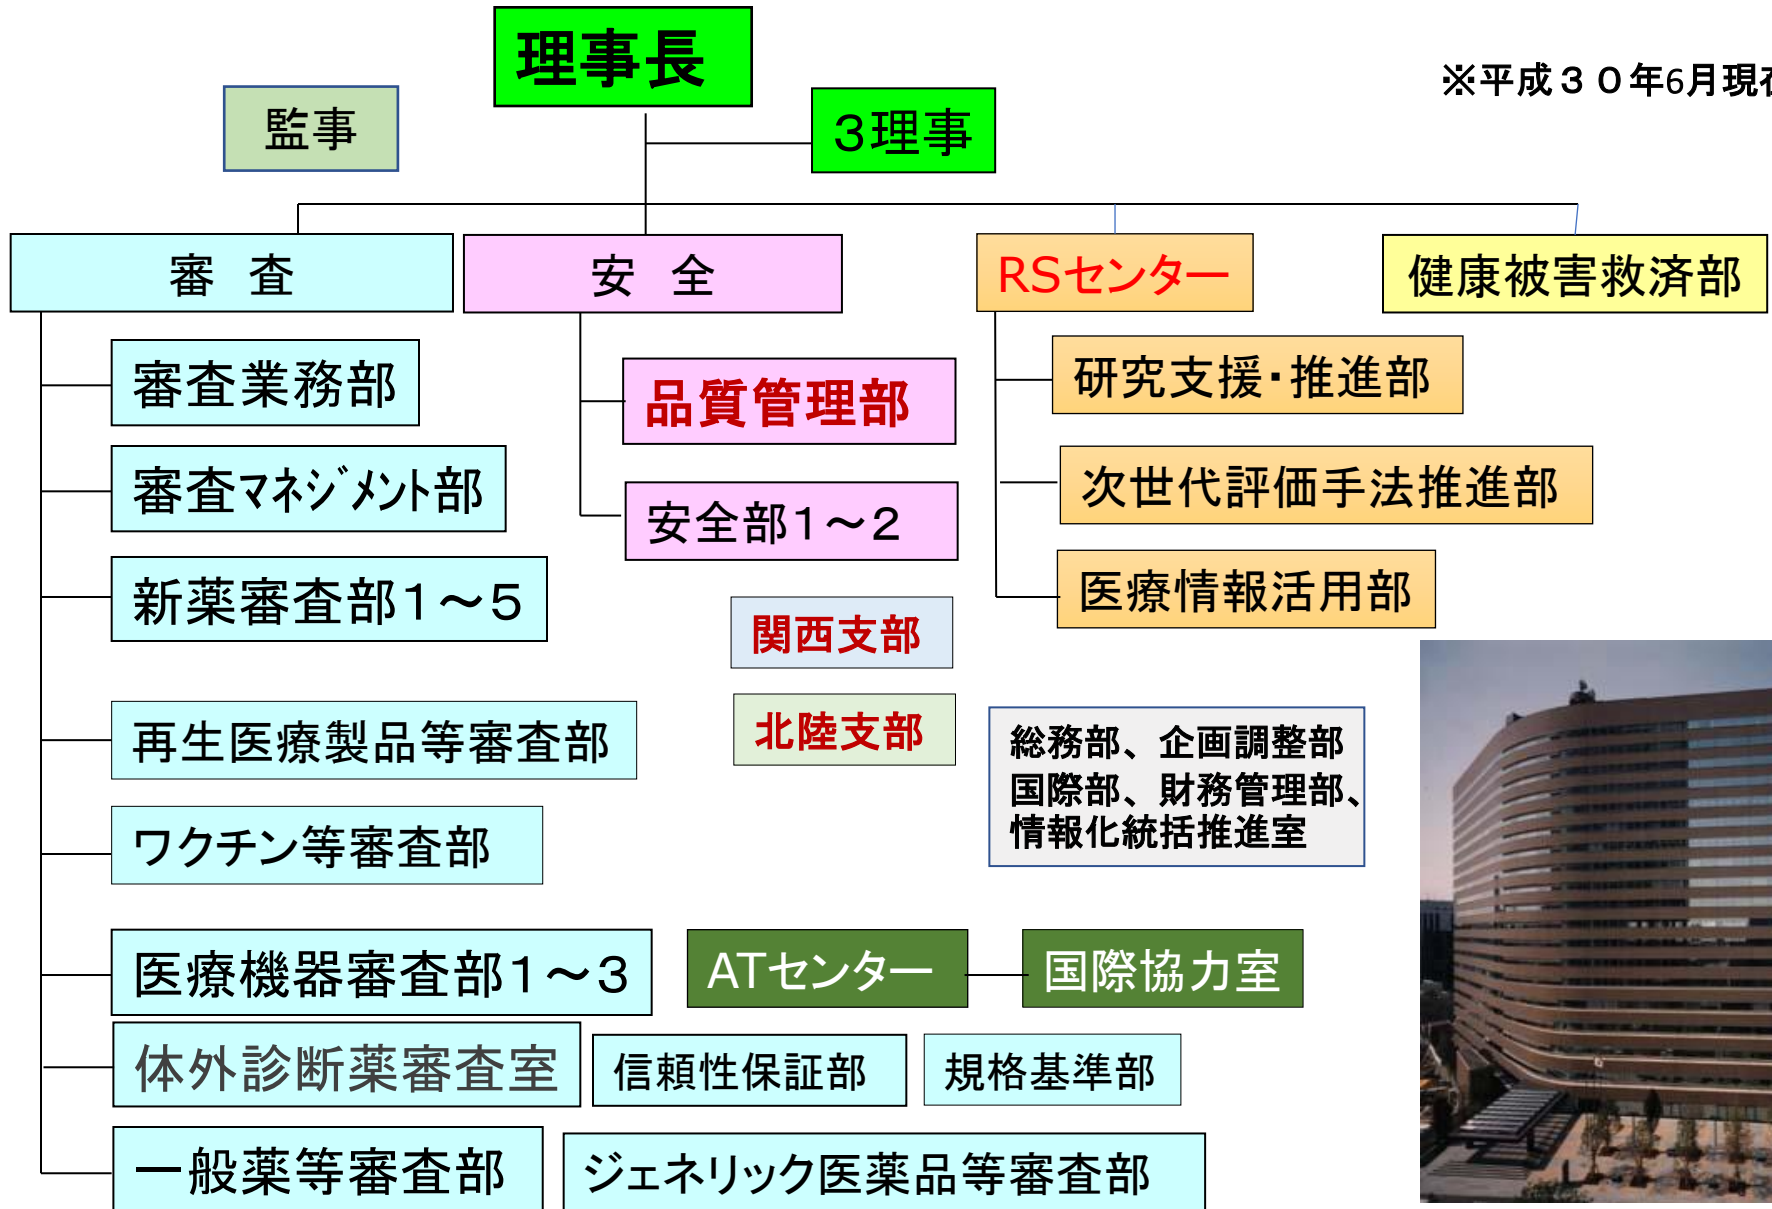 理事長
※平成３０年6月現在
監事
３理事
審　査
安　全
RSセンター
健康被害救済部
審査業務部
品質管理部
研究支援・推進部
審査ﾏﾈｼﾞﾒﾝﾄ部
安全部１～２
次世代評価手法推進部
新薬審査部１～５
医療情報活用部
関西支部
再生医療製品等審査部
北陸支部
総務部、企画調整部
国際部、財務管理部、
情報化統括推進室
ワクチン等審査部
医療機器審査部１～３
ATセンター
国際協力室
体外診断薬審査室
信頼性保証部
規格基準部
一般薬等審査部
ジェネリック医薬品等審査部